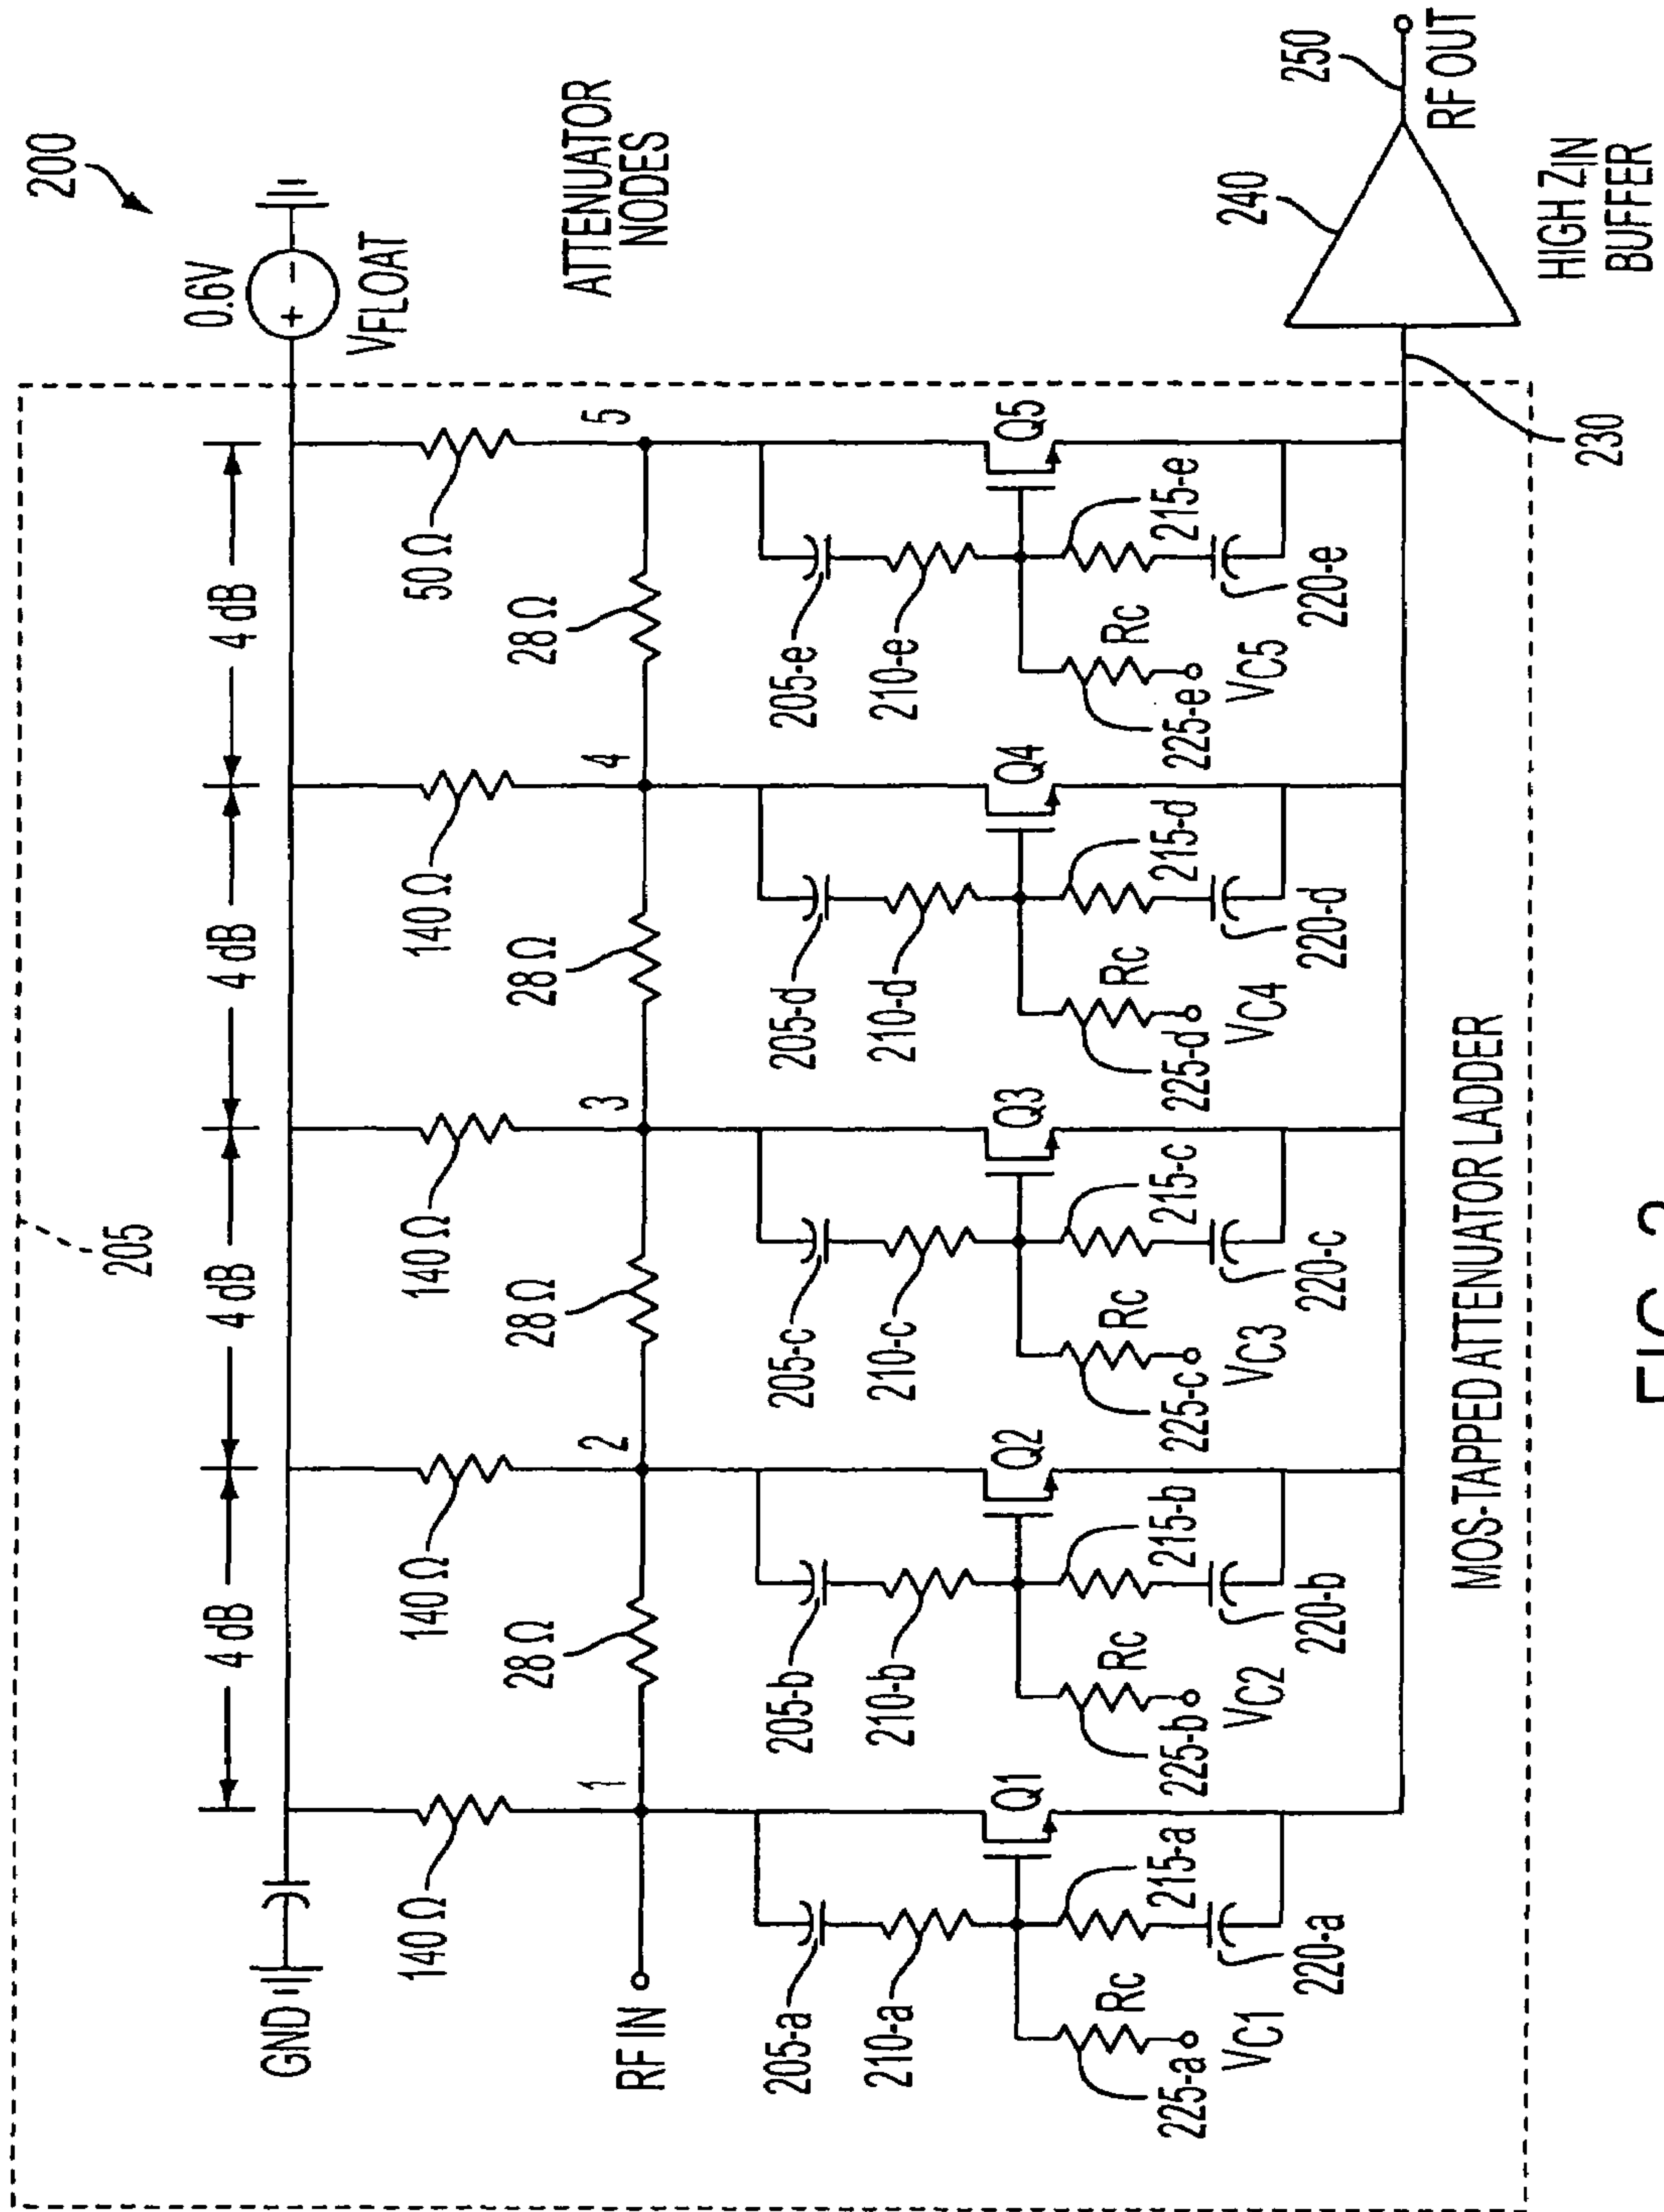 200
0.6V
+ -
VFLOAT
205
4 dB 4 dB 4 dB 4 dB
GND
140 Ω 140 Ω 140 Ω 140 Ω 50 Ω
ATTENUATOR
NODES
28 Ω 28 Ω 28 Ω 28 Ω
1 2 3 4 5
RF IN
205-a 205-b 205-c 205-d 205-e
210-a 210-b 210-c 210-d 210-e
Q1 Q2 Q3 Q4 Q5
Rc 215-a Rc 215-b Rc 215-c Rc 215-d Rc 215-e
225-a 225-b 225-c 225-d 225-e
VC1 VC2 VC3 VC4 VC5
220-a 220-b 220-c 220-d 220-e
240
250
RF OUT
230
MOS-TAPPED ATTENUATOR LADDER
HIGH ZIN
BUFFER